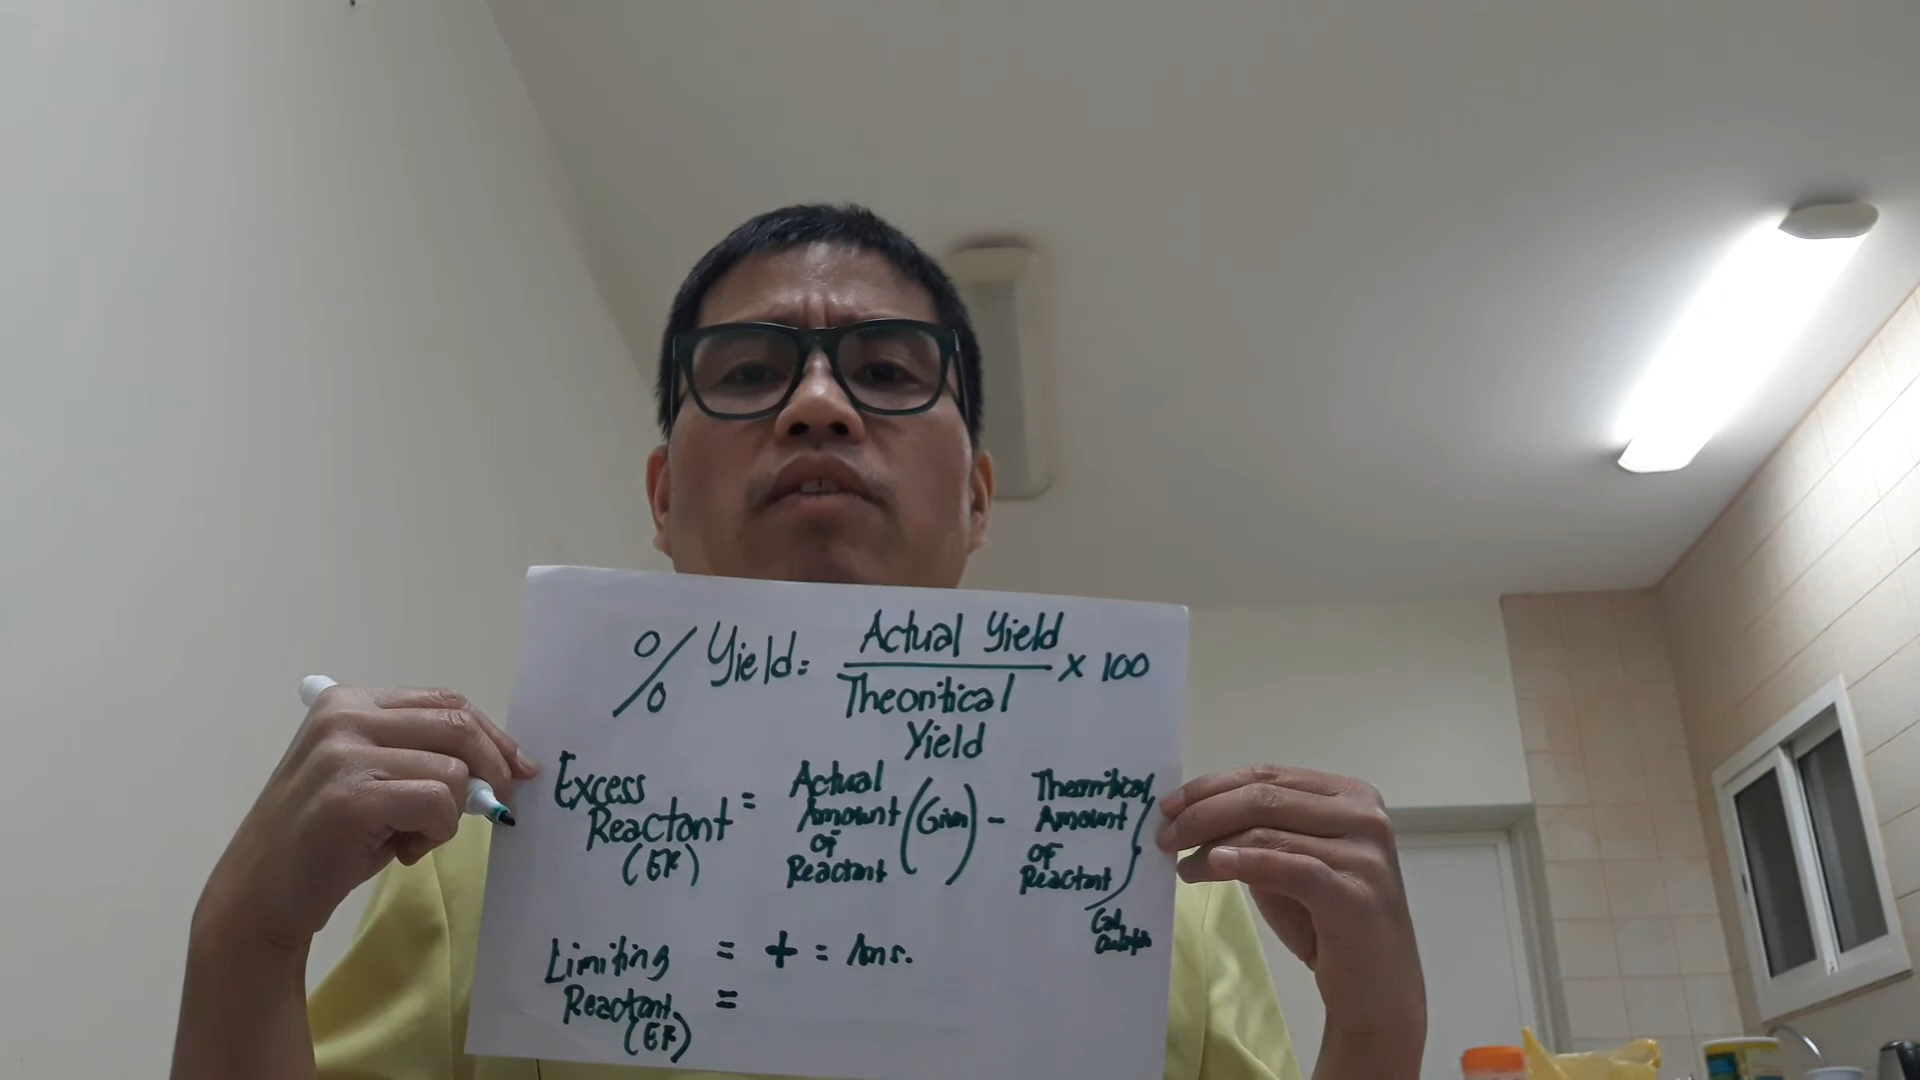 % Yield = Actual Yield x 100
Theoritical
Yield
Excess
Reactant
(ER)
=
Actual
Amount
of
Reactant
(Given)
-
Theoritical
Amount
OF
Reactant
Limiting = + = Ans.
Reactant =
(ER)